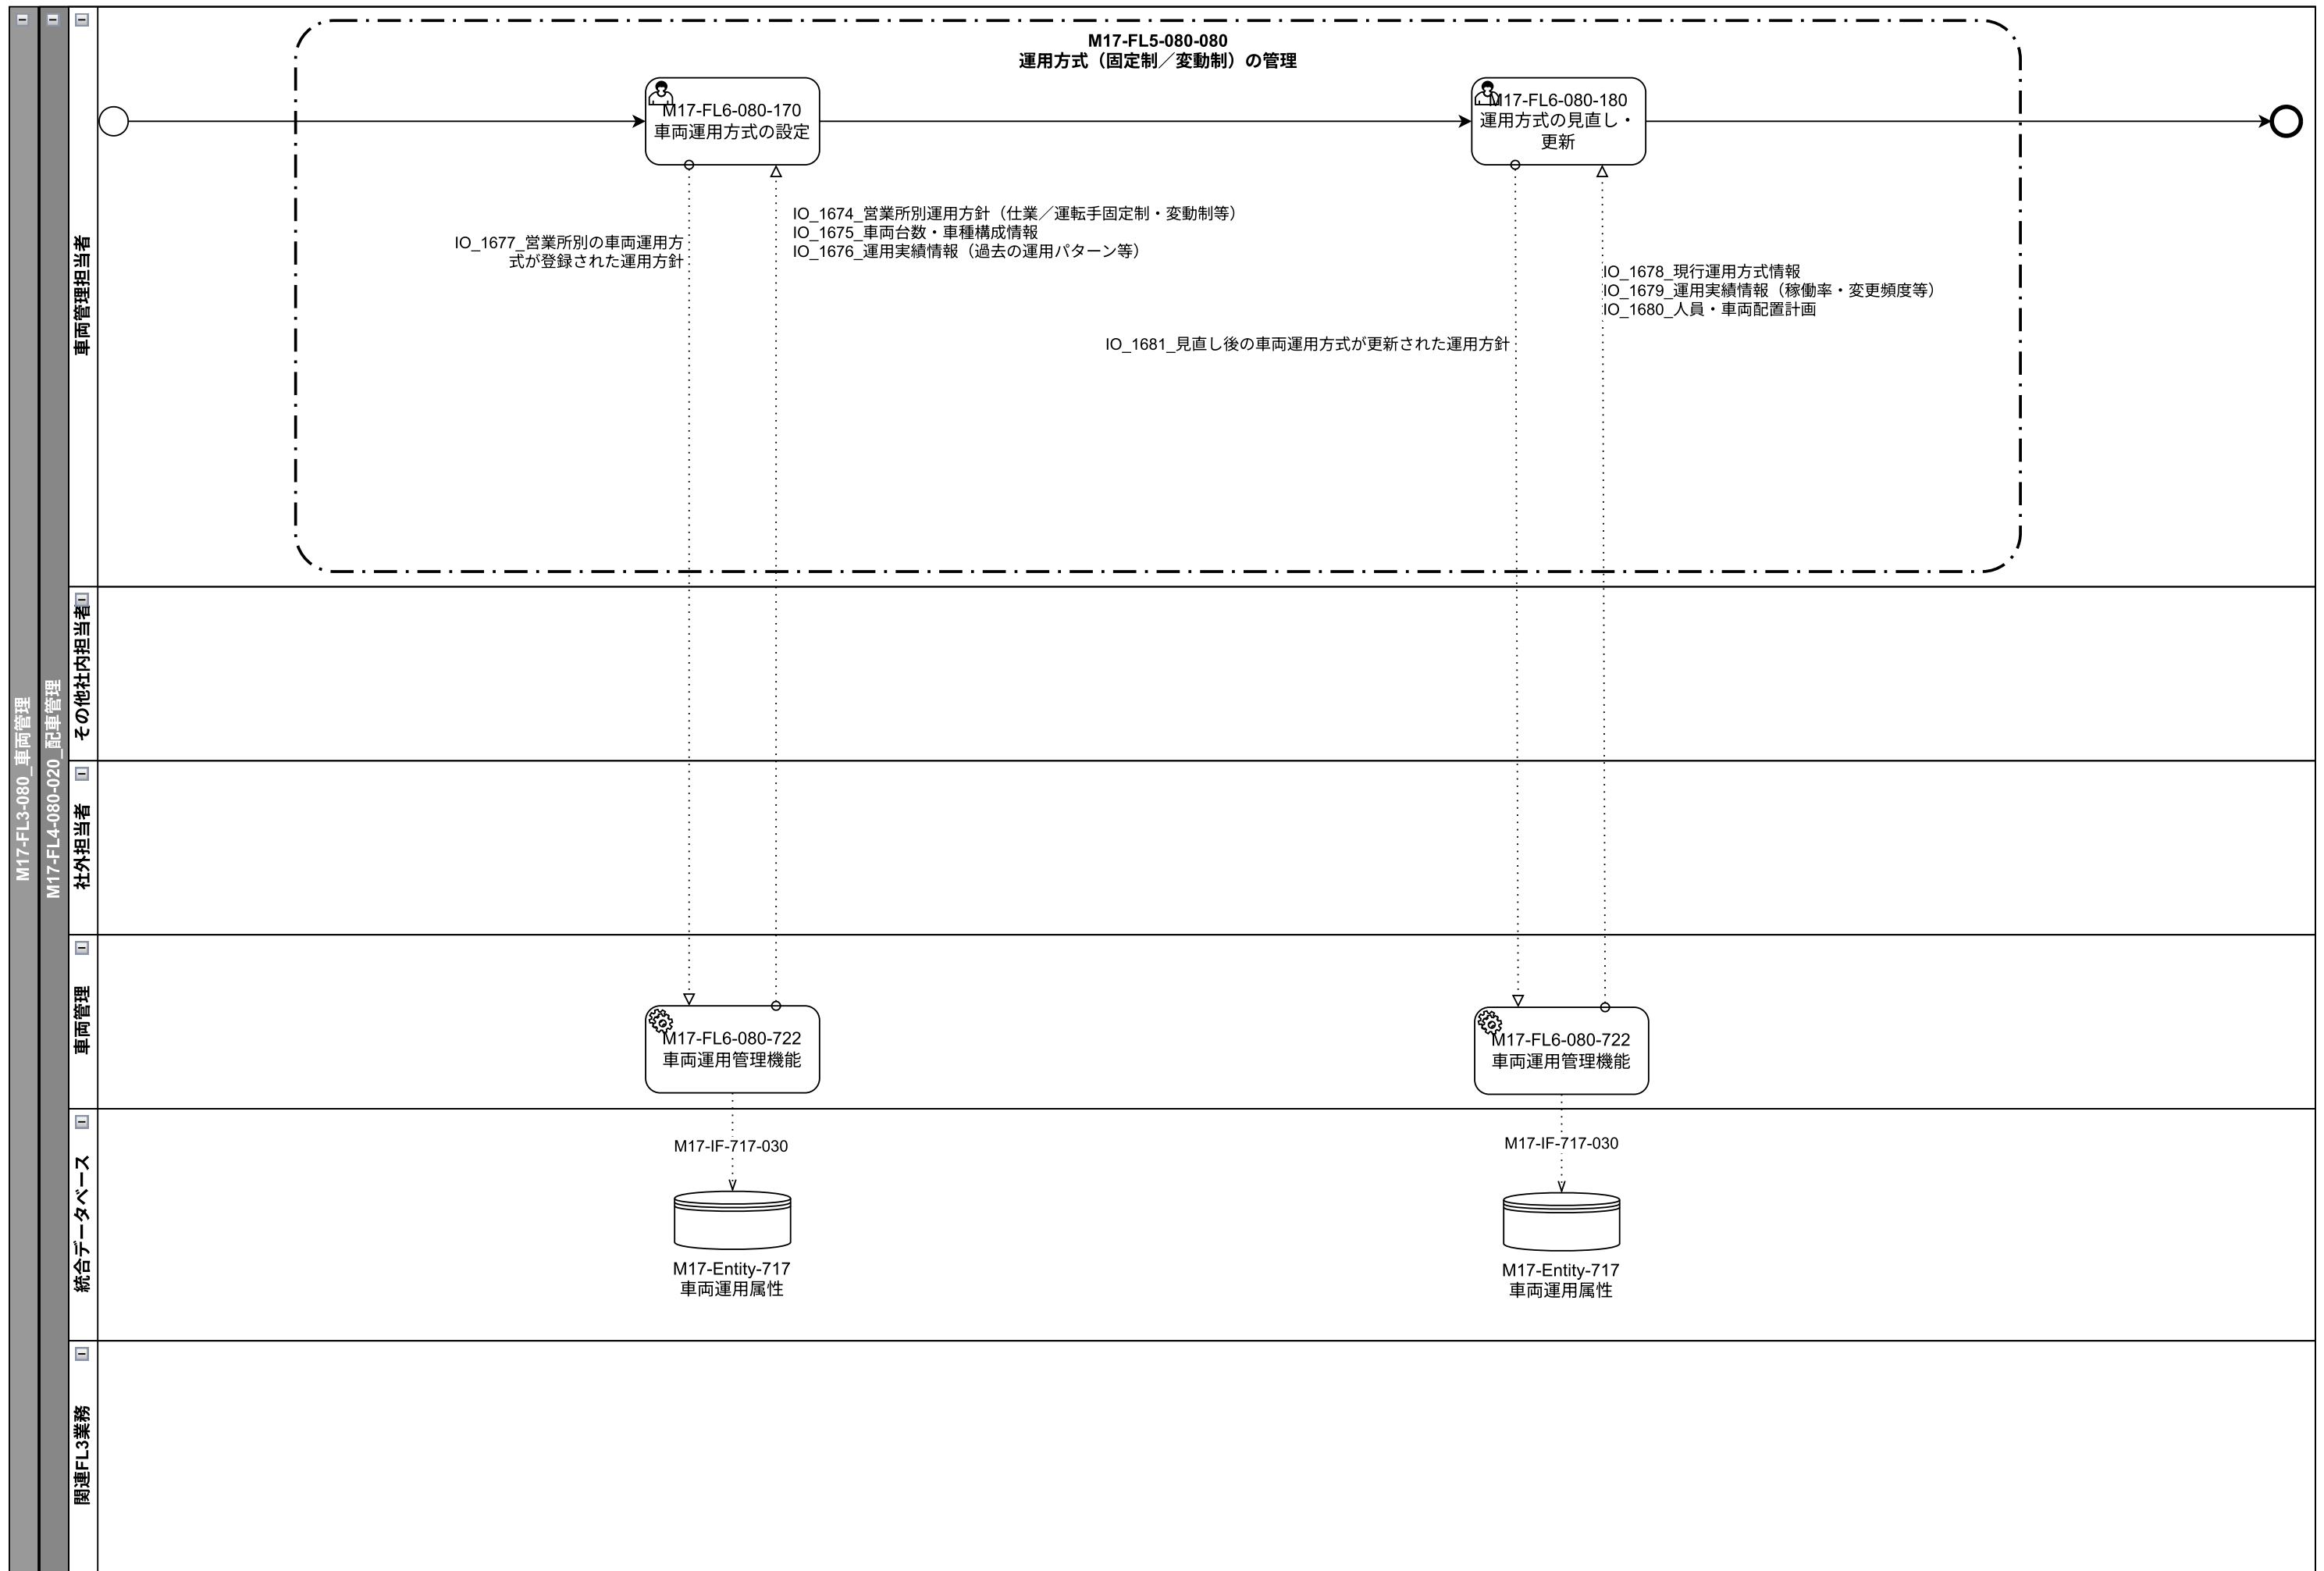 M17-FL3-080_車両管理
M17-FL4-080-020_配車管理
車両管理担当者
M17-FL5-080-080
運用方式（固定制／変動制）の管理
M17-FL6-080-170
車両運用方式の設定
M17-FL6-080-180
運用方式の見直し・
更新
IO_1677_営業所別の車両運用方
式が登録された運用方針
IO_1674_営業所別運用方針（仕業／運転手固定制・変動制等）
IO_1675_車両台数・車種構成情報
IO_1676_運用実績情報（過去の運用パターン等）
IO_1681_見直し後の車両運用方式が更新された運用方針
IO_1678_現行運用方式情報
IO_1679_運用実績情報（稼働率・変更頻度等）
IO_1680_人員・車両配置計画
その他社内担当者
社外担当者
車両管理
M17-FL6-080-722
車両運用管理機能
M17-FL6-080-722
車両運用管理機能
統合データベース
M17-IF-717-030
M17-Entity-717
車両運用属性
M17-IF-717-030
M17-Entity-717
車両運用属性
関連FL3業務